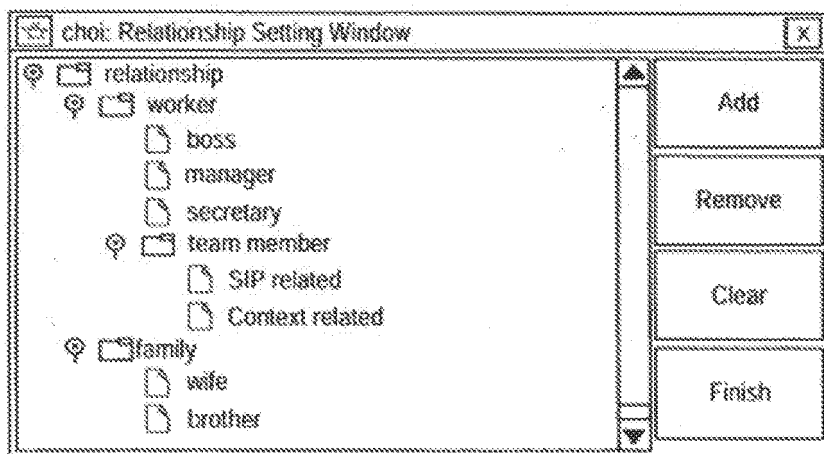 choi: Relationship Setting Window
X
relationship
worker
boss
manager
secretary
team member
SIP related
Context related
family
wife
brother
Add
Remove
Clear
Finish